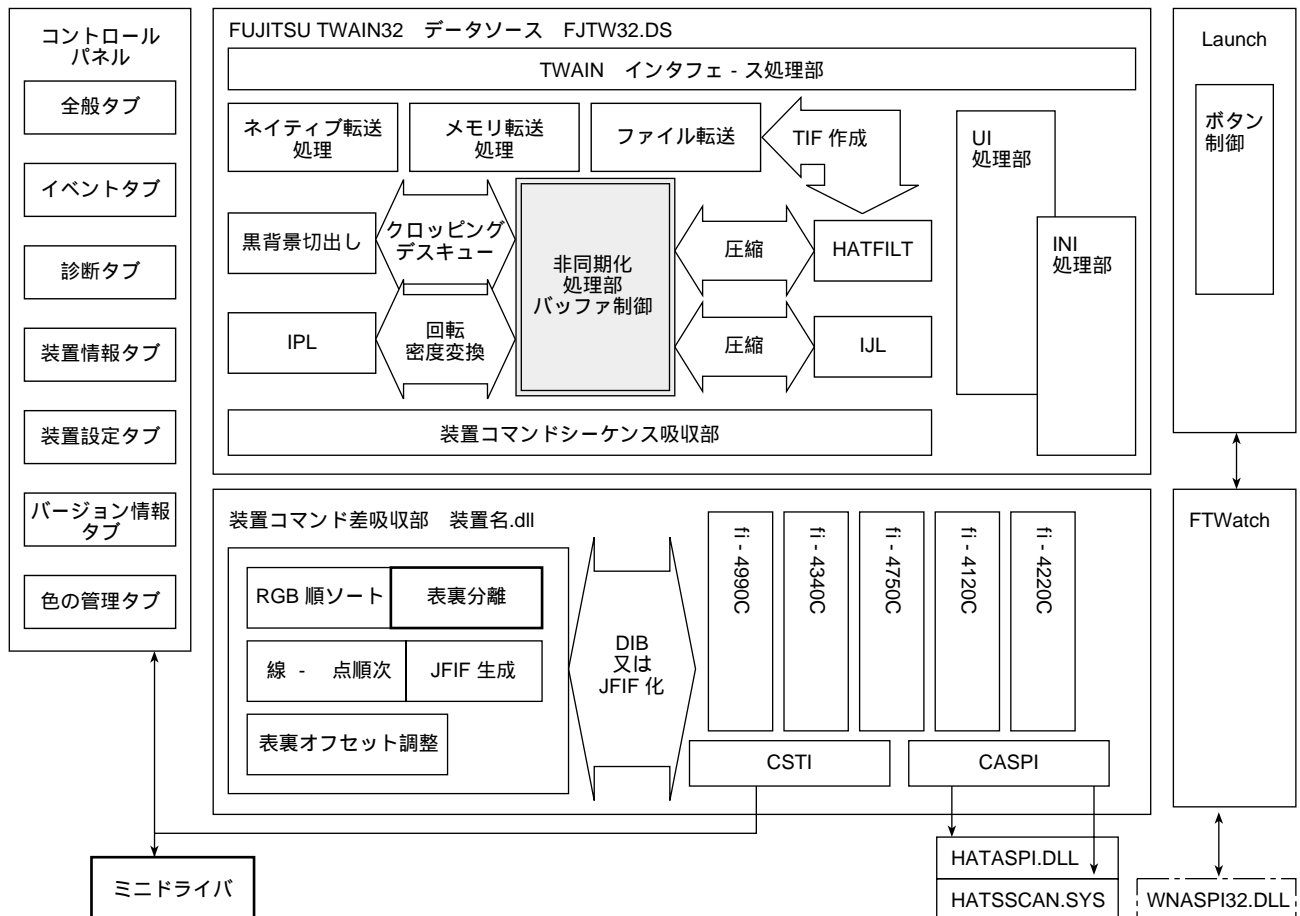 コントロール
パネル
全般タブ
イベントタブ
診断タブ
装置情報タブ
装置設定タブ
バージョン情報
タブ
色の管理タブ
FUJITSU TWAIN32　データソース　FJTW32.DS
TWAIN　インタフェ - ス処理部
ネイティブ転送
処理
メモリ転送
処理
ファイル転送
TIF 作成
UI
処理部
INI
処理部
黒背景切出し
クロッピング
デスキュー
非同期化
処理部
バッファ制御
圧縮
HATFILT
IPL
回転
密度変換
圧縮
IJL
装置コマンドシーケンス吸収部
Launch
ボタン
制御
装置コマンド差吸収部　装置名.dll
RGB 順ソート
表裏分離
線　-　点順次
JFIF 生成
表裏オフセット調整
DIB
又は
JFIF 化
fi - 4990C
fi - 4340C
fi - 4750C
fi - 4120C
fi - 4220C
CSTI
CASPI
FTWatch
ミニドライバ
HATASPI.DLL
HATSSCAN.SYS
WNASPI32.DLL